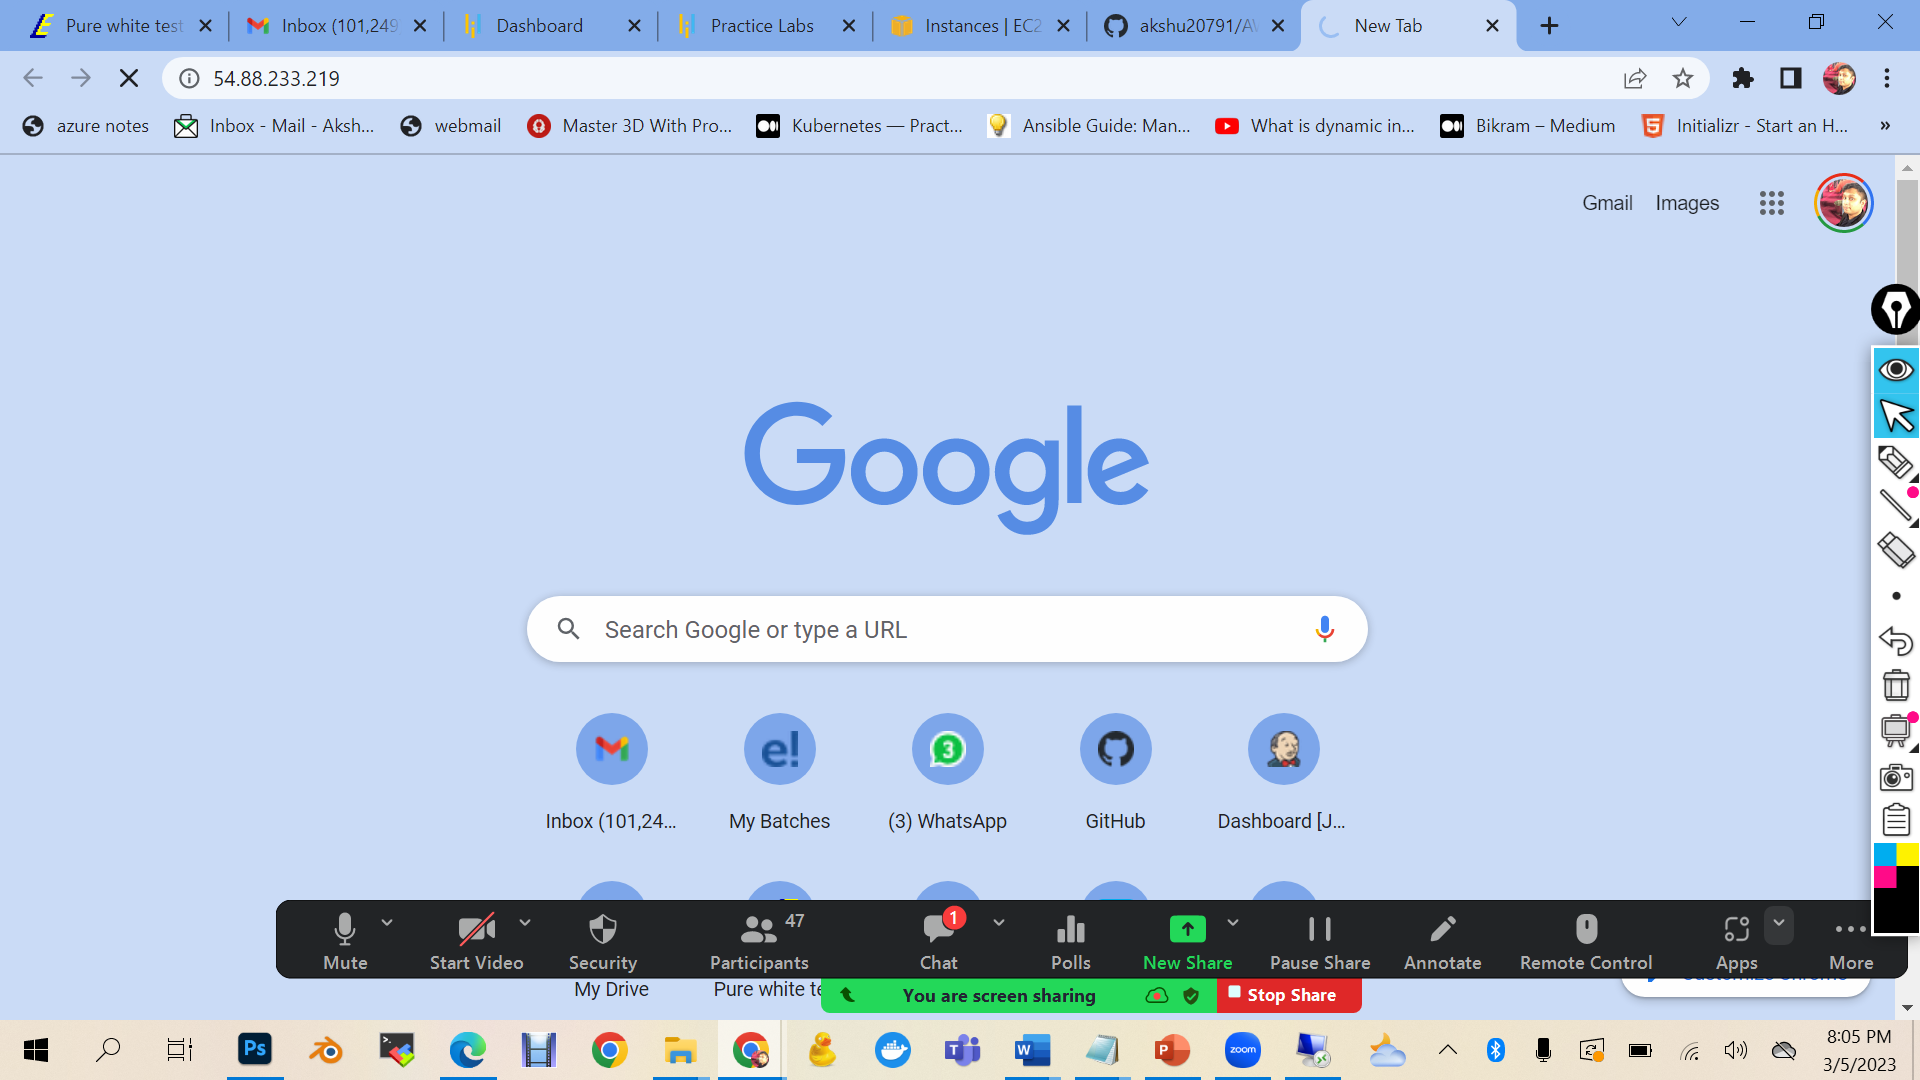 Pure white test
Inbox (101,249
Dashboard
Practice Labs
Instances | EC2
akshu20791/AW
New Tab
54.88.233.219
azure notes
Inbox - Mail - Aksh...
webmail
Master 3D With Pro...
Kubernetes — Pract...
Ansible Guide: Man...
What is dynamic in...
Bikram – Medium
Initializr - Start an H...
»
Gmail
Images
Google
Search Google or type a URL
Inbox (101,24...
My Batches
(3) WhatsApp
GitHub
Dashboard [J...
Mute
Start Video
Security
Participants
47
Chat
1
Polls
New Share
Pause Share
Annotate
Remote Control
Apps
More
My Drive
Pure white te
You are screen sharing
Stop Share
8:05 PM
3/5/2023